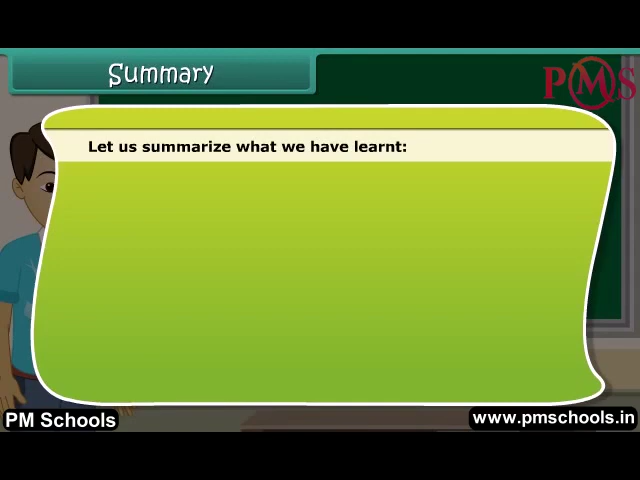 Summary
PMS
Let us summarize what we have learnt:
PM Schools
www.pmschools.in